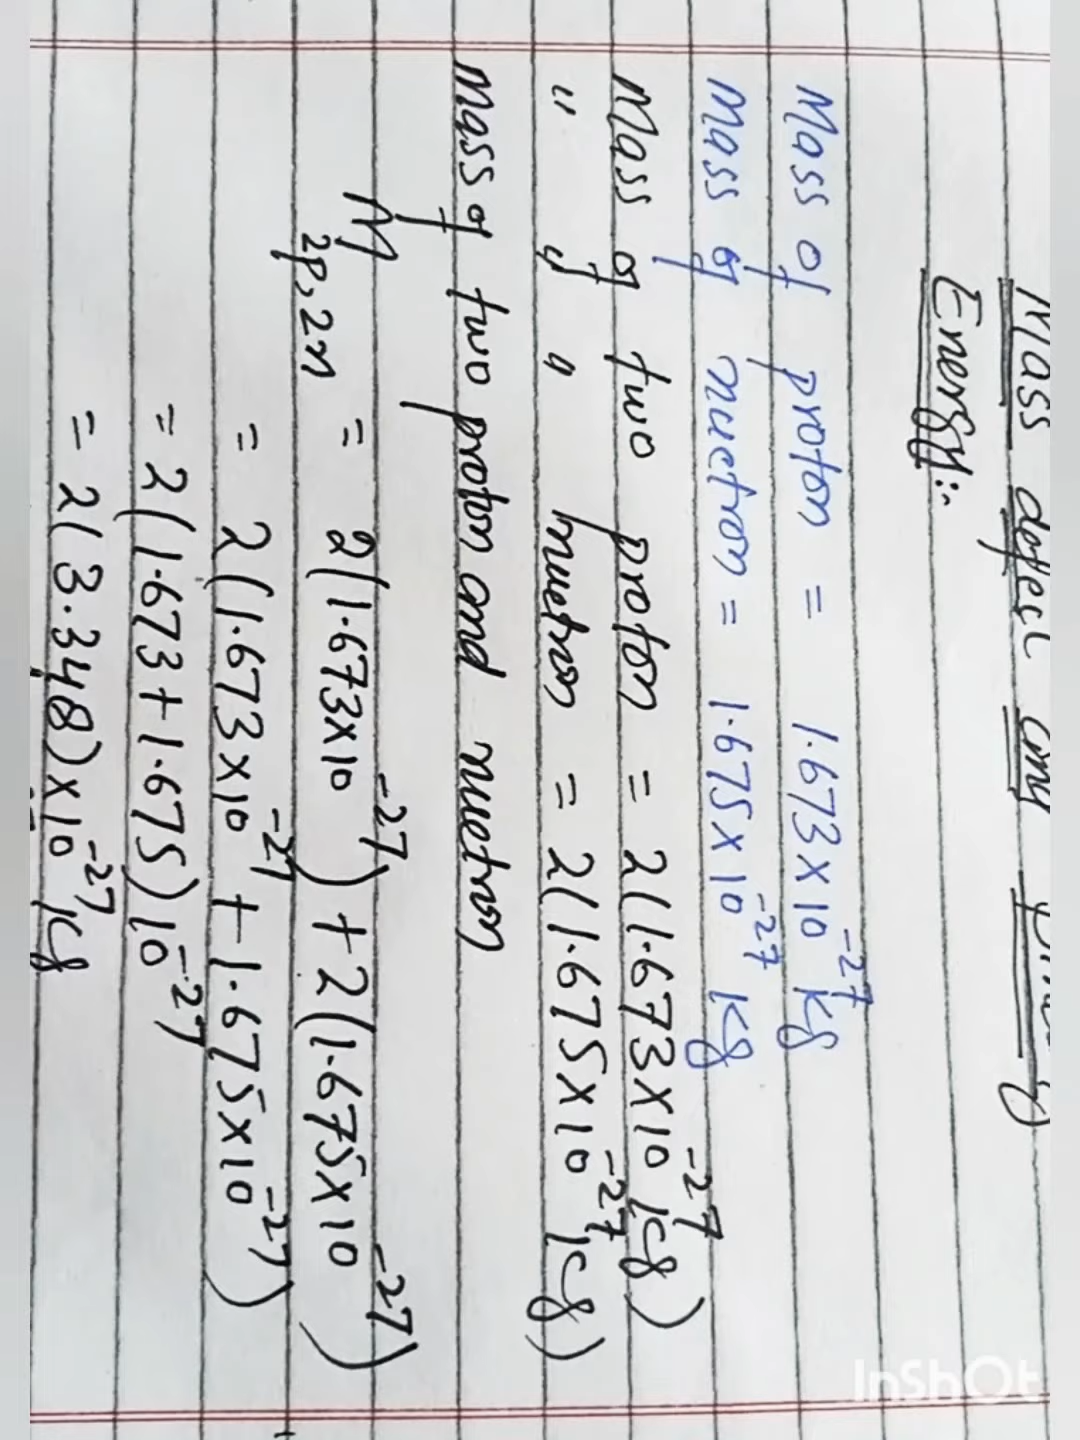 Mass defect and
Energy:-
Mass of proton = 1.673×10⁻²⁷ kg
Mass of nuetron = 1.675×10⁻²⁷ kg
Mass of two proton = 2(1.673×10⁻²⁷ kg)
" " " nuetron = 2(1.675×10⁻²⁷ kg)
Mass of two proton and nuetron
M₂ₚ,₂ₙ = 2(1.673×10⁻²⁷) + 2(1.675×10⁻²⁷)
= 2(1.673×10⁻²⁷ + 1.675×10⁻²⁷)
= 2(1.673+1.675)10⁻²⁷
= 2(3.348)×10⁻²⁷ kg
InShOt